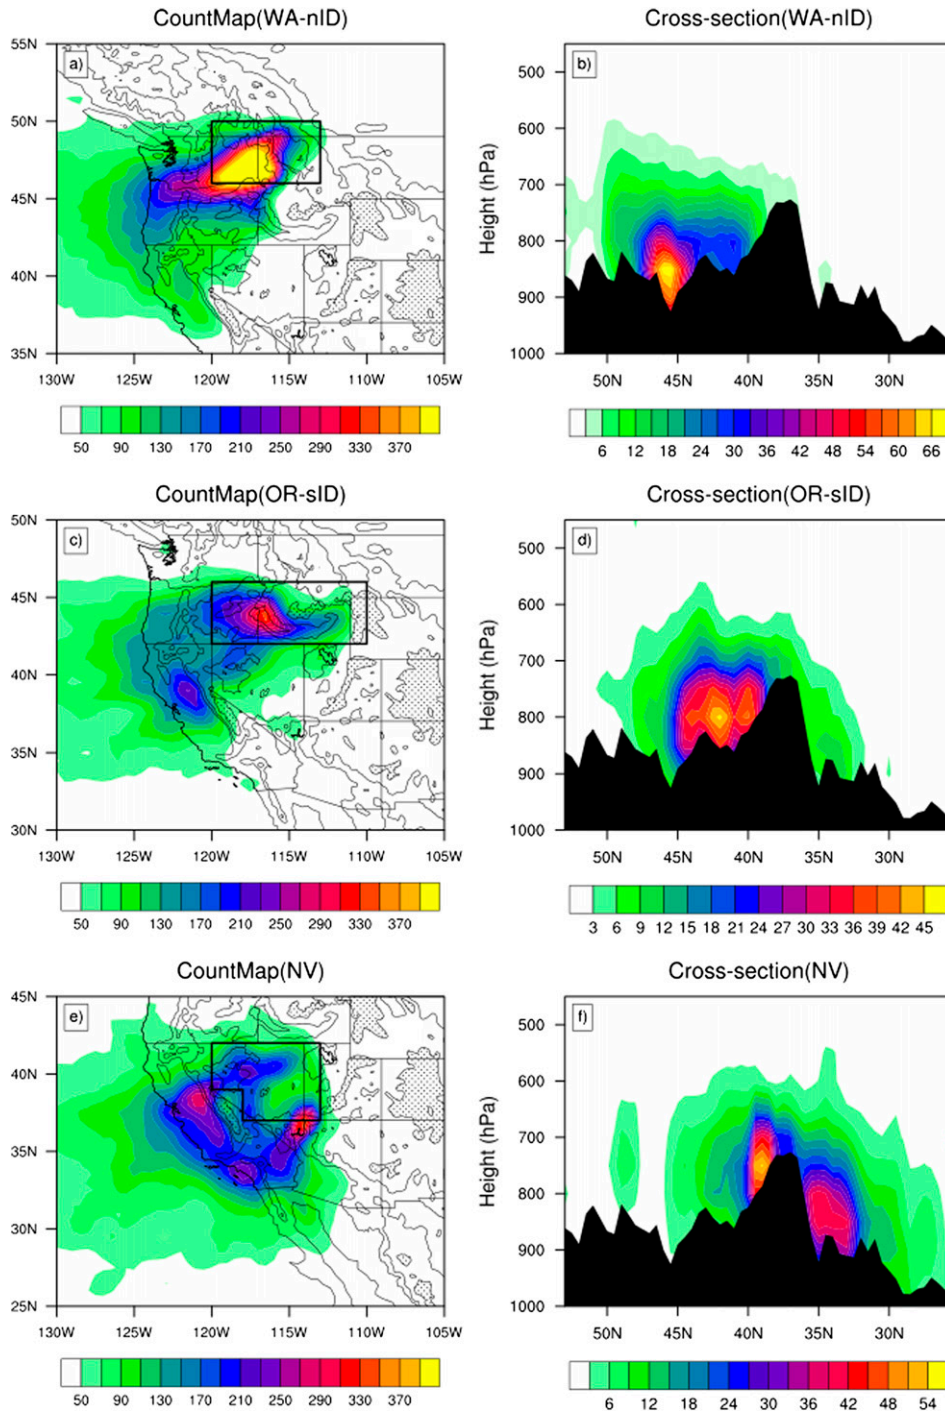 CountMap(WA-nID)
a)
55N
50N
45N
40N
35N
130W 125W 120W 115W 110W 105W
50 90 130 170 210 250 290 330 370
Cross-section(WA-nID)
b)
Height (hPa)
500
600
700
800
900
1000
50N 45N 40N 35N 30N
6 12 18 24 30 36 42 48 54 60 66
CountMap(OR-sID)
c)
50N
45N
40N
35N
30N
130W 125W 120W 115W 110W 105W
50 90 130 170 210 250 290 330 370
Cross-section(OR-sID)
d)
Height (hPa)
500
600
700
800
900
1000
50N 45N 40N 35N 30N
3 6 9 12 15 18 21 24 27 30 33 36 39 42 45
CountMap(NV)
e)
45N
40N
35N
30N
25N
130W 125W 120W 115W 110W 105W
50 90 130 170 210 250 290 330 370
Cross-section(NV)
f)
Height (hPa)
500
600
700
800
900
1000
50N 45N 40N 35N 30N
6 12 18 24 30 36 42 48 54